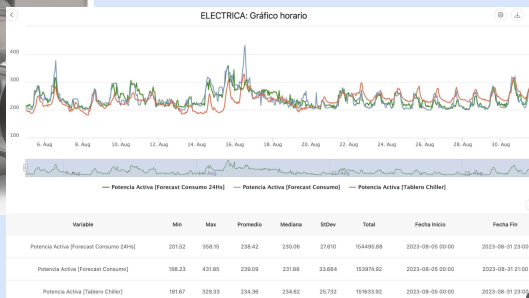 ELECTRICA: Gráfico horario
400
300
200
100
6. Aug 8. Aug 10. Aug 12. Aug 14. Aug 16. Aug 18. Aug 20. Aug 22. Aug 24. Aug 26. Aug 28. Aug 30. Aug
14. Aug
Potencia Activa [Forecast Consumo 24Hs] Potencia Activa [Forecast Consumo] Potencia Activa [Tablero Chiller]
Variable Min Max Promedio Mediana StDev Total Fecha Inicio Fecha Fin
Potencia Activa [Forecast Consumo 24Hs] 201.52 358.15 238.42 230.06 27.610 154495.88 2023-08-05 00:00 2023-08-31 23:00
Potencia Activa [Forecast Consumo] 198.23 431.85 239.09 231.88 33.664 153974.92 2023-08-05 00:00 2023-08-31 21:00
Potencia Activa [Tablero Chiller] 181.67 329.33 234.36 234.62 25.732 151633.92 2023-08-05 00:00 2023-08-31 23:0